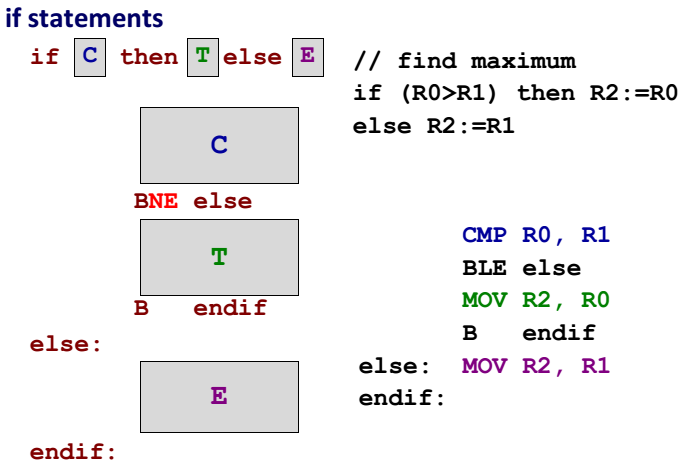 if statements
if C then T else E
// find maximum
if (R0>R1) then R2:=R0
else R2:=R1
C
BNE else
T
B endif
else:
E
endif:
CMP R0, R1
BLE else
MOV R2, R0
B endif
else: MOV R2, R1
endif: